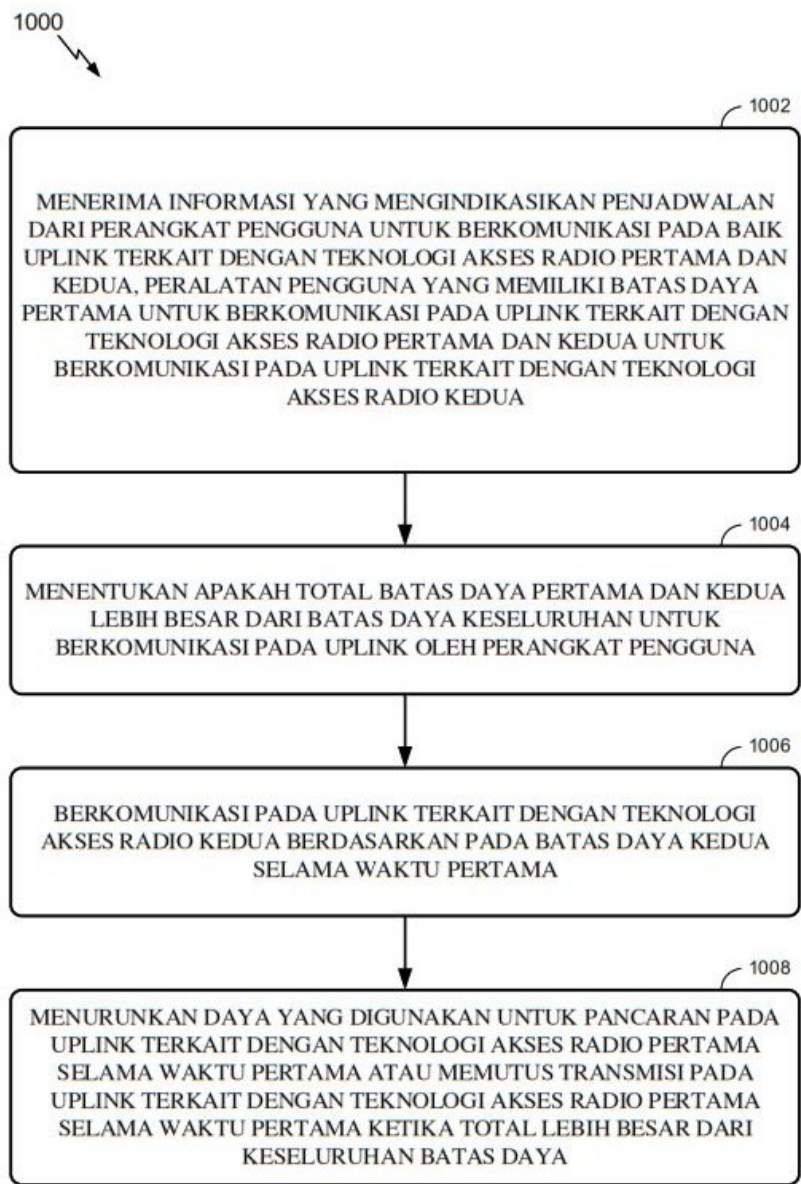 1000
1002
MENERIMA INFORMASI YANG MENGINDIKASIKAN PENJADWALAN
DARI PERANGKAT PENGGUNA UNTUK BERKOMUNIKASI PADA BAIK
UPLINK TERKAIT DENGAN TEKNOLOGI AKSES RADIO PERTAMA DAN
KEDUA, PERALATAN PENGGUNA YANG MEMILIKI BATAS DAYA
PERTAMA UNTUK BERKOMUNIKASI PADA UPLINK TERKAIT DENGAN
TEKNOLOGI AKSES RADIO PERTAMA DAN KEDUA UNTUK
BERKOMUNIKASI PADA UPLINK TERKAIT DENGAN TEKNOLOGI
AKSES RADIO KEDUA
1004
MENENTUKAN APAKAH TOTAL BATAS DAYA PERTAMA DAN KEDUA
LEBIH BESAR DARI BATAS DAYA KESELURUHAN UNTUK
BERKOMUNIKASI PADA UPLINK OLEH PERANGKAT PENGGUNA
1006
BERKOMUNIKASI PADA UPLINK TERKAIT DENGAN TEKNOLOGI
AKSES RADIO KEDUA BERDASARKAN PADA BATAS DAYA KEDUA
SELAMA WAKTU PERTAMA
1008
MENURUNKAN DAYA YANG DIGUNAKAN UNTUK PANCARAN PADA
UPLINK TERKAIT DENGAN TEKNOLOGI AKSES RADIO PERTAMA
SELAMA WAKTU PERTAMA ATAU MEMUTUS TRANSMISI PADA
UPLINK TERKAIT DENGAN TEKNOLOGI AKSES RADIO PERTAMA
SELAMA WAKTU PERTAMA KETIKA TOTAL LEBIH BESAR DARI
KESELURUHAN BATAS DAYA